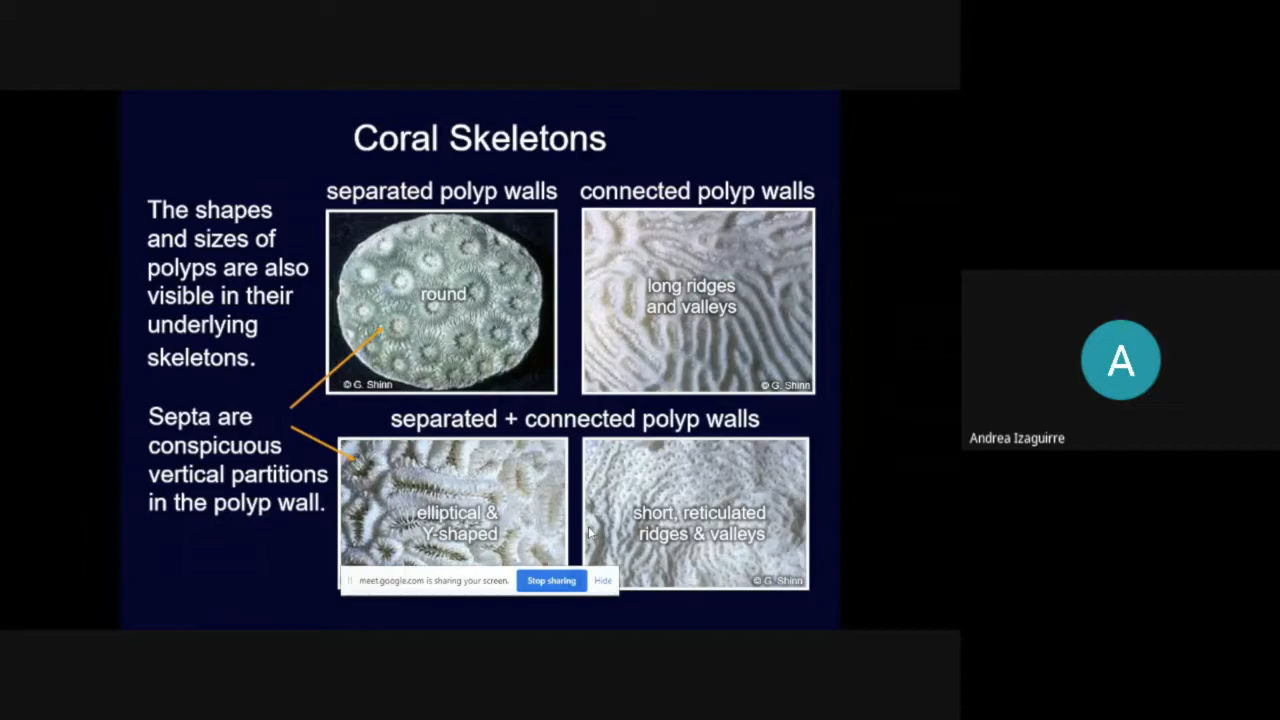 Coral Skeletons
separated polyp walls
connected polyp walls
The shapes
and sizes of
polyps are also
visible in their
underlying
skeletons.
round
© G. Shinn
long ridges
and valleys
© G. Shinn
Septa are
conspicuous
vertical partitions
in the polyp wall.
separated + connected polyp walls
elliptical &
Y-shaped
short, reticulated
ridges & valleys
© G. Shinn
meet.google.com is sharing your screen.
Stop sharing
Hide
A
Andrea Izaguirre